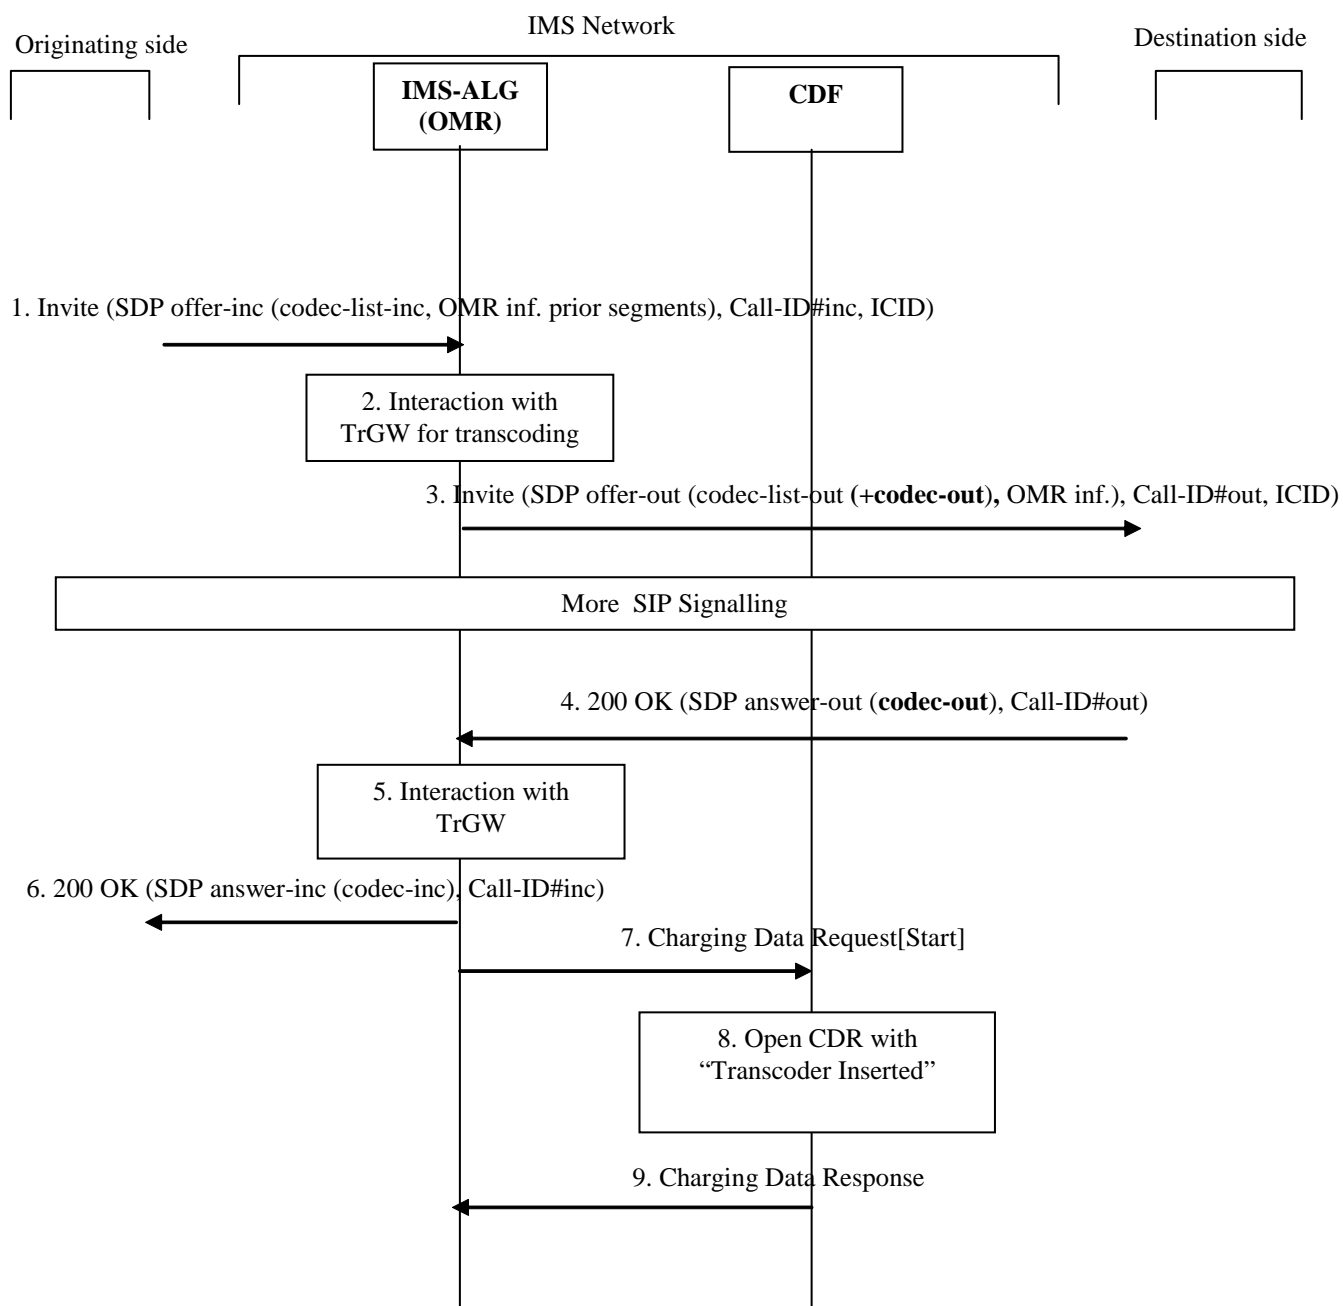 IMS Network
Originating side
Destination side
IMS-ALG
(OMR)
CDF
1. Invite (SDP offer-inc (codec-list-inc, OMR inf. prior segments), Call-ID#inc, ICID)
2. Interaction with
TrGW for transcoding
3. Invite (SDP offer-out (codec-list-out (+codec-out), OMR inf.), Call-ID#out, ICID)
More SIP Signalling
4. 200 OK (SDP answer-out (codec-out), Call-ID#out)
5. Interaction with
TrGW
6. 200 OK (SDP answer-inc (codec-inc), Call-ID#inc)
7. Charging Data Request[Start]
8. Open CDR with
“Transcoder Inserted”
9. Charging Data Response